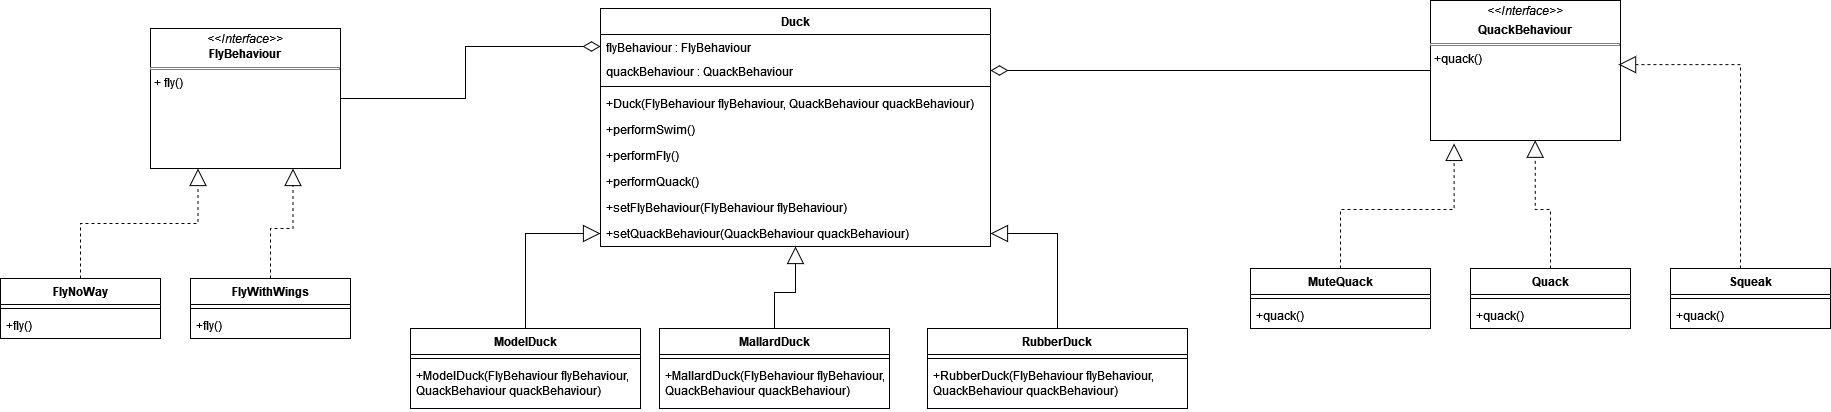 <<Interface>>
FlyBehaviour
+ fly()
FlyNoWay
+fly()
FlyWithWings
+fly()
Duck
flyBehaviour : FlyBehaviour
quackBehaviour : QuackBehaviour
+Duck(FlyBehaviour flyBehaviour, QuackBehaviour quackBehaviour)
+performSwim()
+performFly()
+performQuack()
+setFlyBehaviour(FlyBehaviour flyBehaviour)
+setQuackBehaviour(QuackBehaviour quackBehaviour)
ModelDuck
+ModelDuck(FlyBehaviour flyBehaviour,
QuackBehaviour quackBehaviour)
MallardDuck
+MallardDuck(FlyBehaviour flyBehaviour,
QuackBehaviour quackBehaviour)
RubberDuck
+RubberDuck(FlyBehaviour flyBehaviour,
QuackBehaviour quackBehaviour)
<<Interface>>
QuackBehaviour
+quack()
MuteQuack
+quack()
Quack
+quack()
Squeak
+quack()